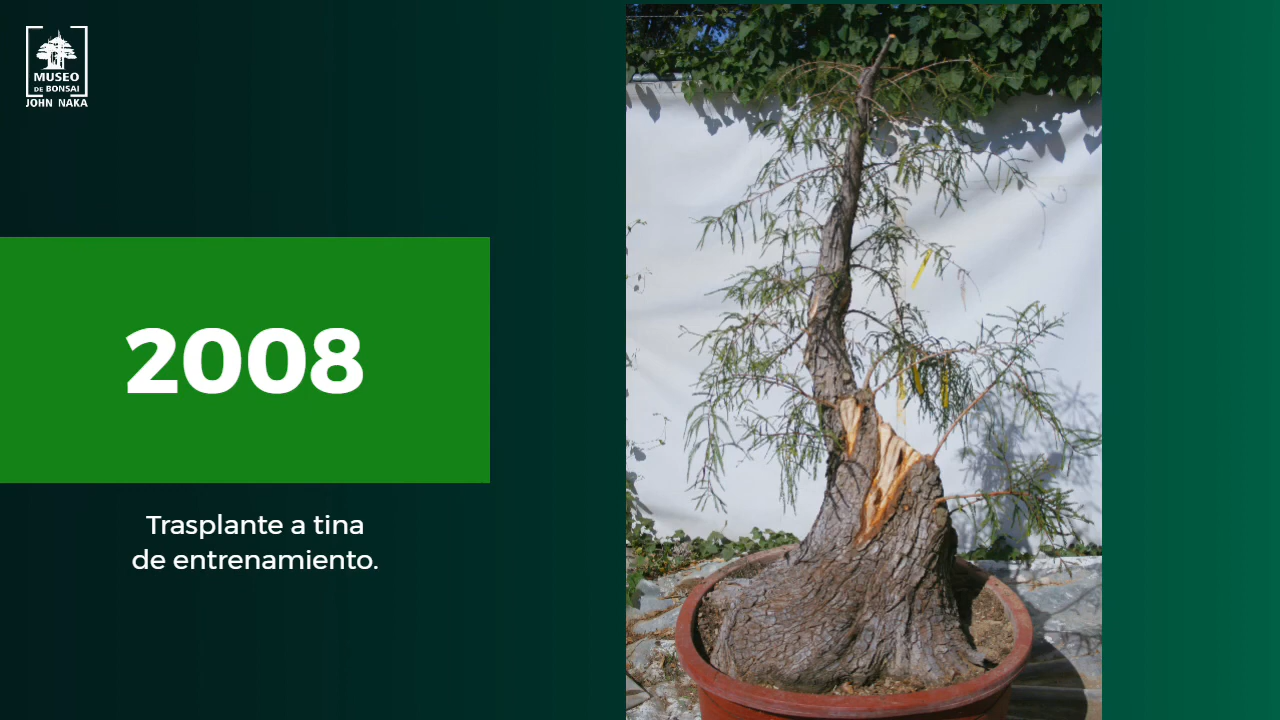 MUSEO
DE BONSAI
JOHN NAKA
2008
Trasplante a tina
de entrenamiento.